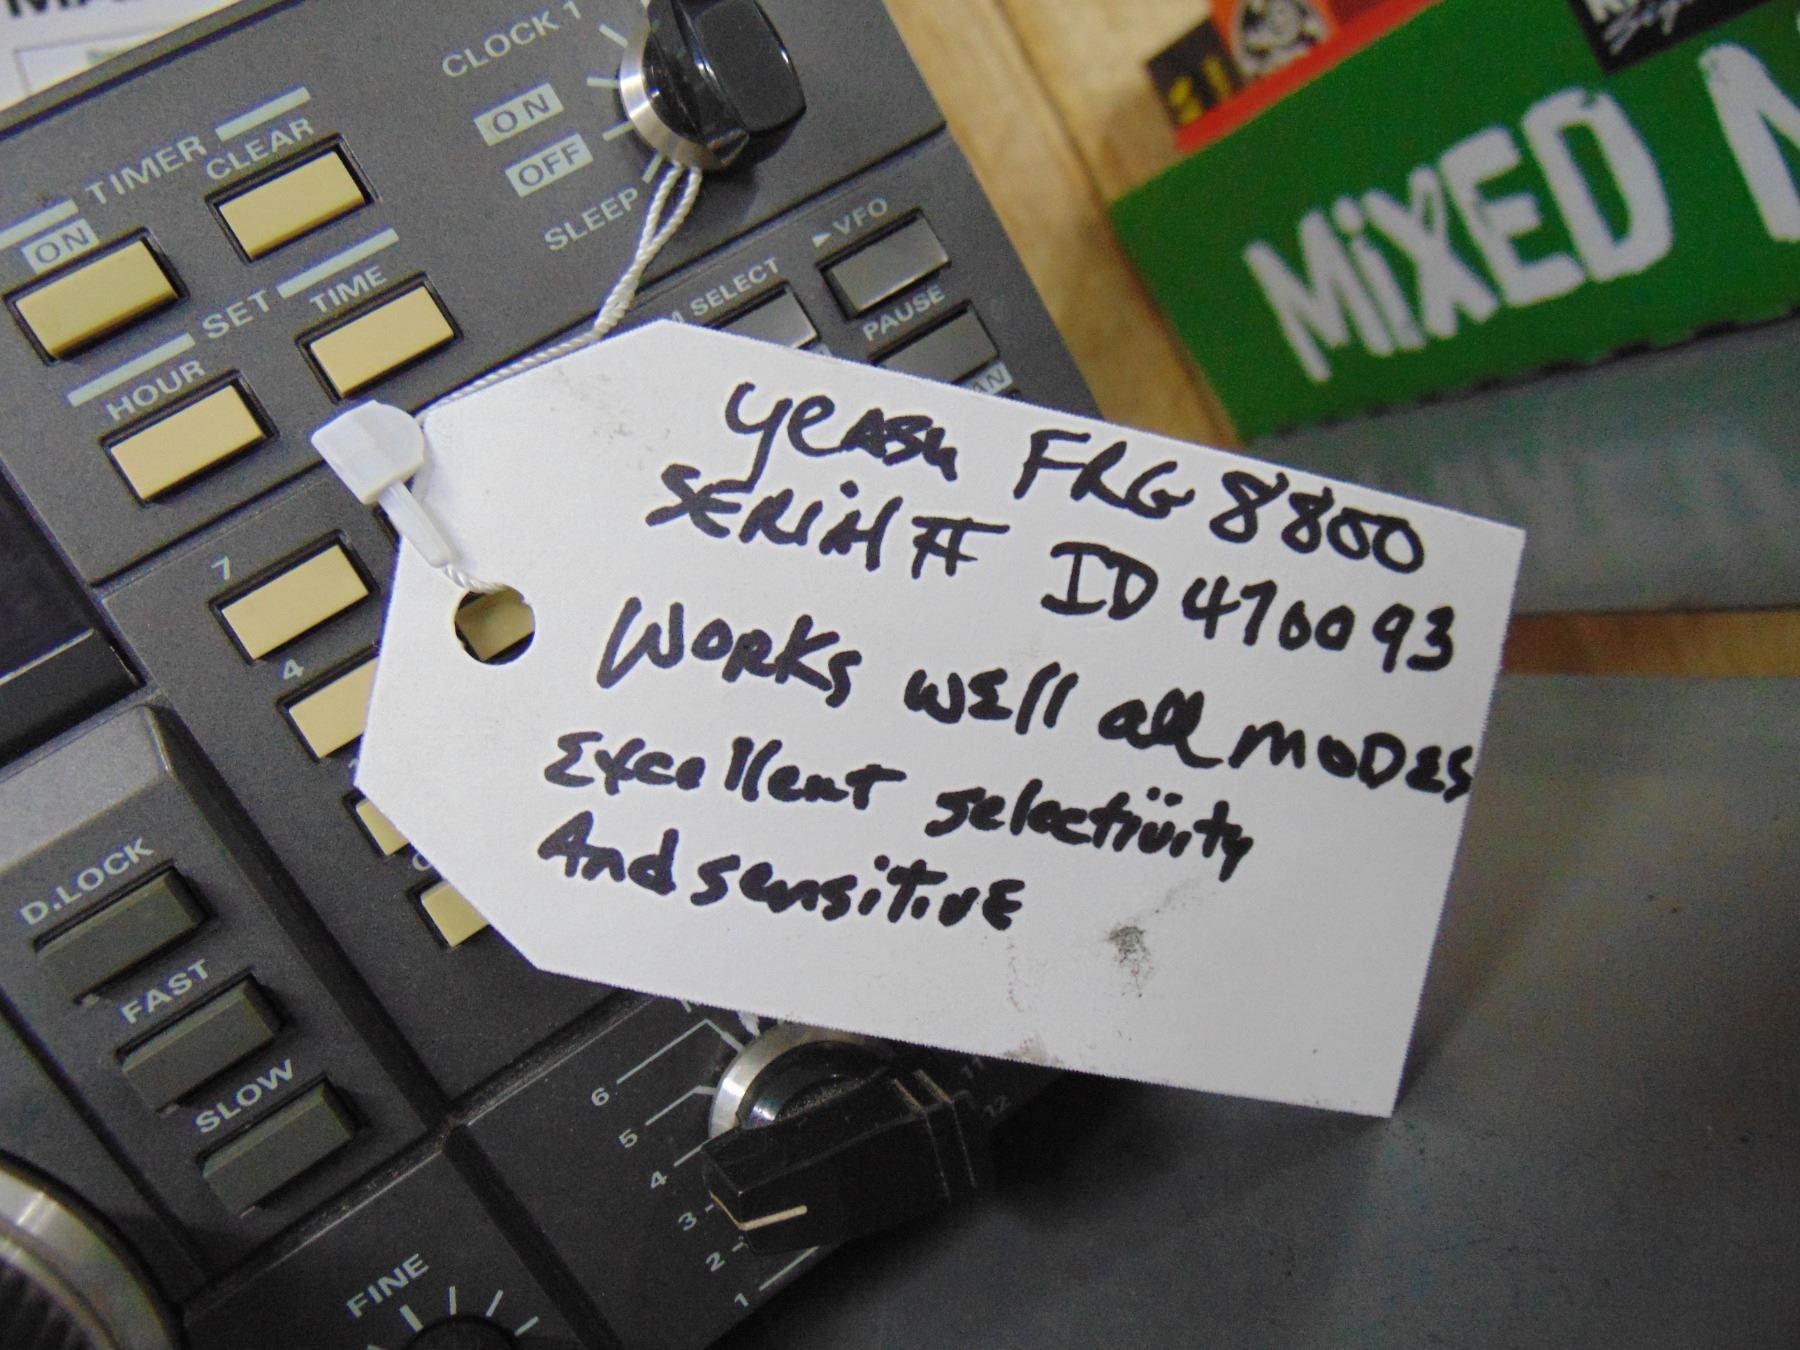 CLOCK 1
ON
OFF
SLEEP
TIMER
CLEAR
ON
SET
TIME
HOUR
►VFO
M SELECT
PAUSE
7
4
D.LOCK
FAST
SLOW
FINE
6
5
4
3
2
1
11
12
MiXED
Yeasu FRG 8800
SERIAl # ID 470093
WORKS WEll all MODES
Excellent selectivity
And sensitivE